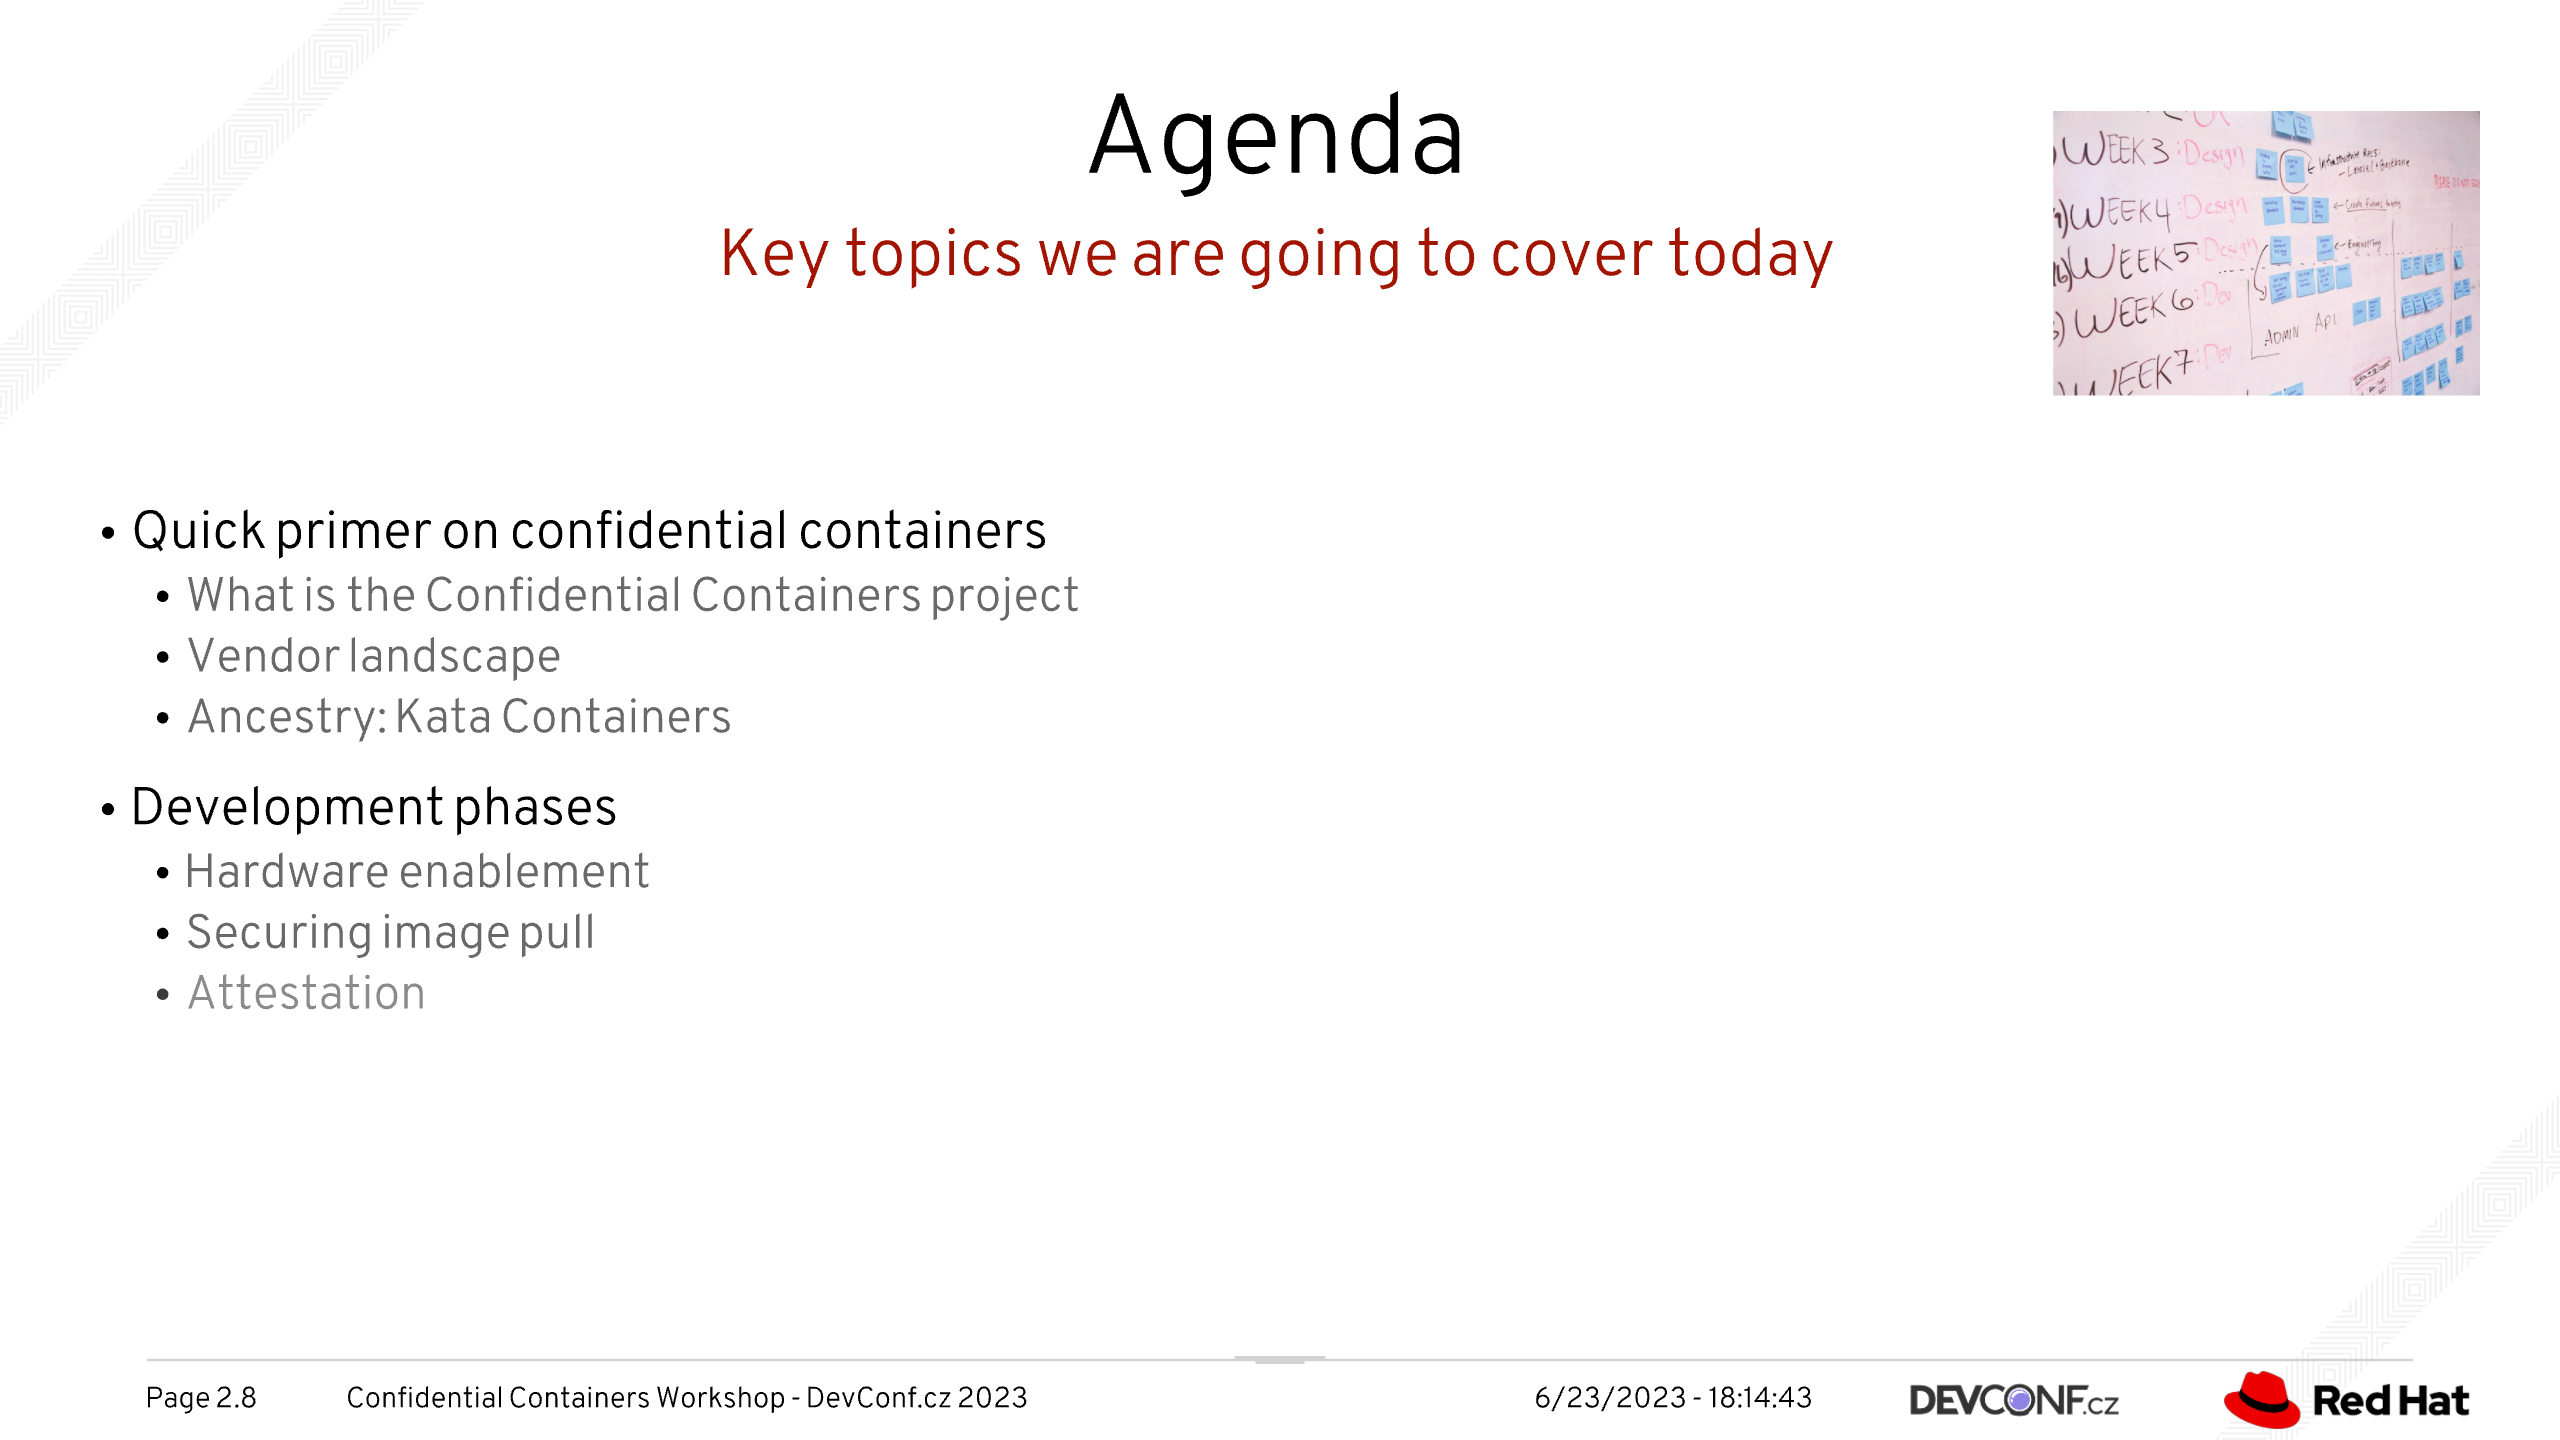 Agenda
Key topics we are going to cover today
WEEK 3 : Design
WEEK 4 : Design
WEEK 5 : Design
WEEK 6 : Dev
WEEK 7 : Dev
Infrastructure Recs:
← Engineering
ADMIN API
• Quick primer on confidential containers
• What is the Confidential Containers project
• Vendor landscape
• Ancestry: Kata Containers
• Development phases
• Hardware enablement
• Securing image pull
• Attestation
Page 2.8 Confidential Containers Workshop - DevConf.cz 2023 6/23/2023 - 18:14:43 DEVCONF.cz Red Hat